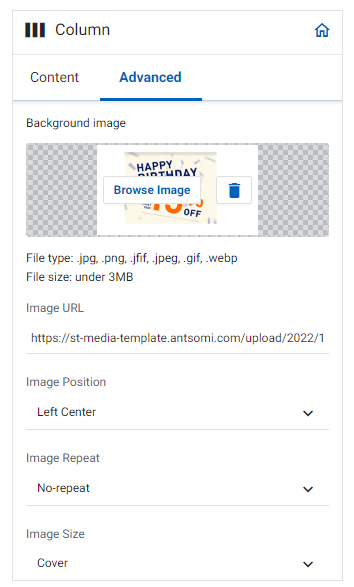 Column
Content
Advanced
Background image
HAPPY
BIRTHDAY
Browse Image
OFF
File type: .jpg, .png, .jfif, .jpeg, .gif, .webp
File size: under 3MB
Image URL
https://st-media-template.antsomi.com/upload/2022/1
Image Position
Left Center
Image Repeat
No-repeat
Image Size
Cover